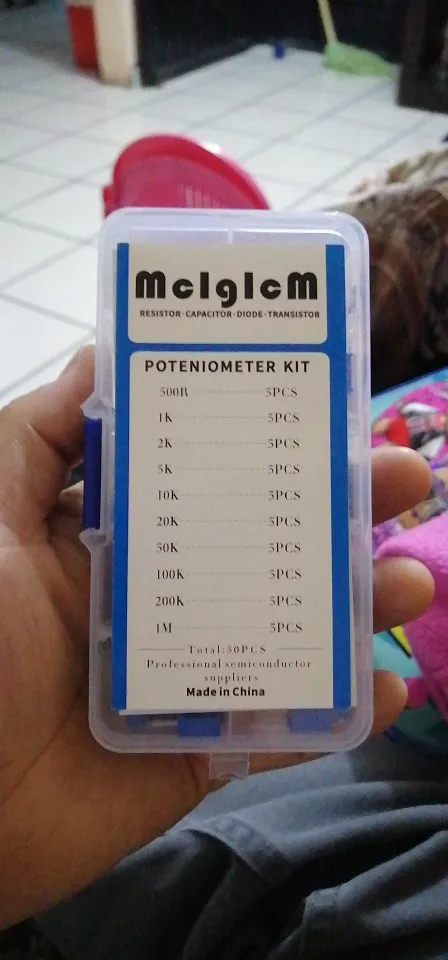 McIgIcM
RESISTOR·CAPACITOR·DIODE·TRANSISTOR
POTENIOMETER KIT
500R 5PCS
1K 5PCS
2K 5PCS
5K 5PCS
10K 5PCS
20K 5PCS
50K 5PCS
100K 5PCS
200K 5PCS
1M 5PCS
Total:50PCS
Professional semiconductor
suppliers
Made in China